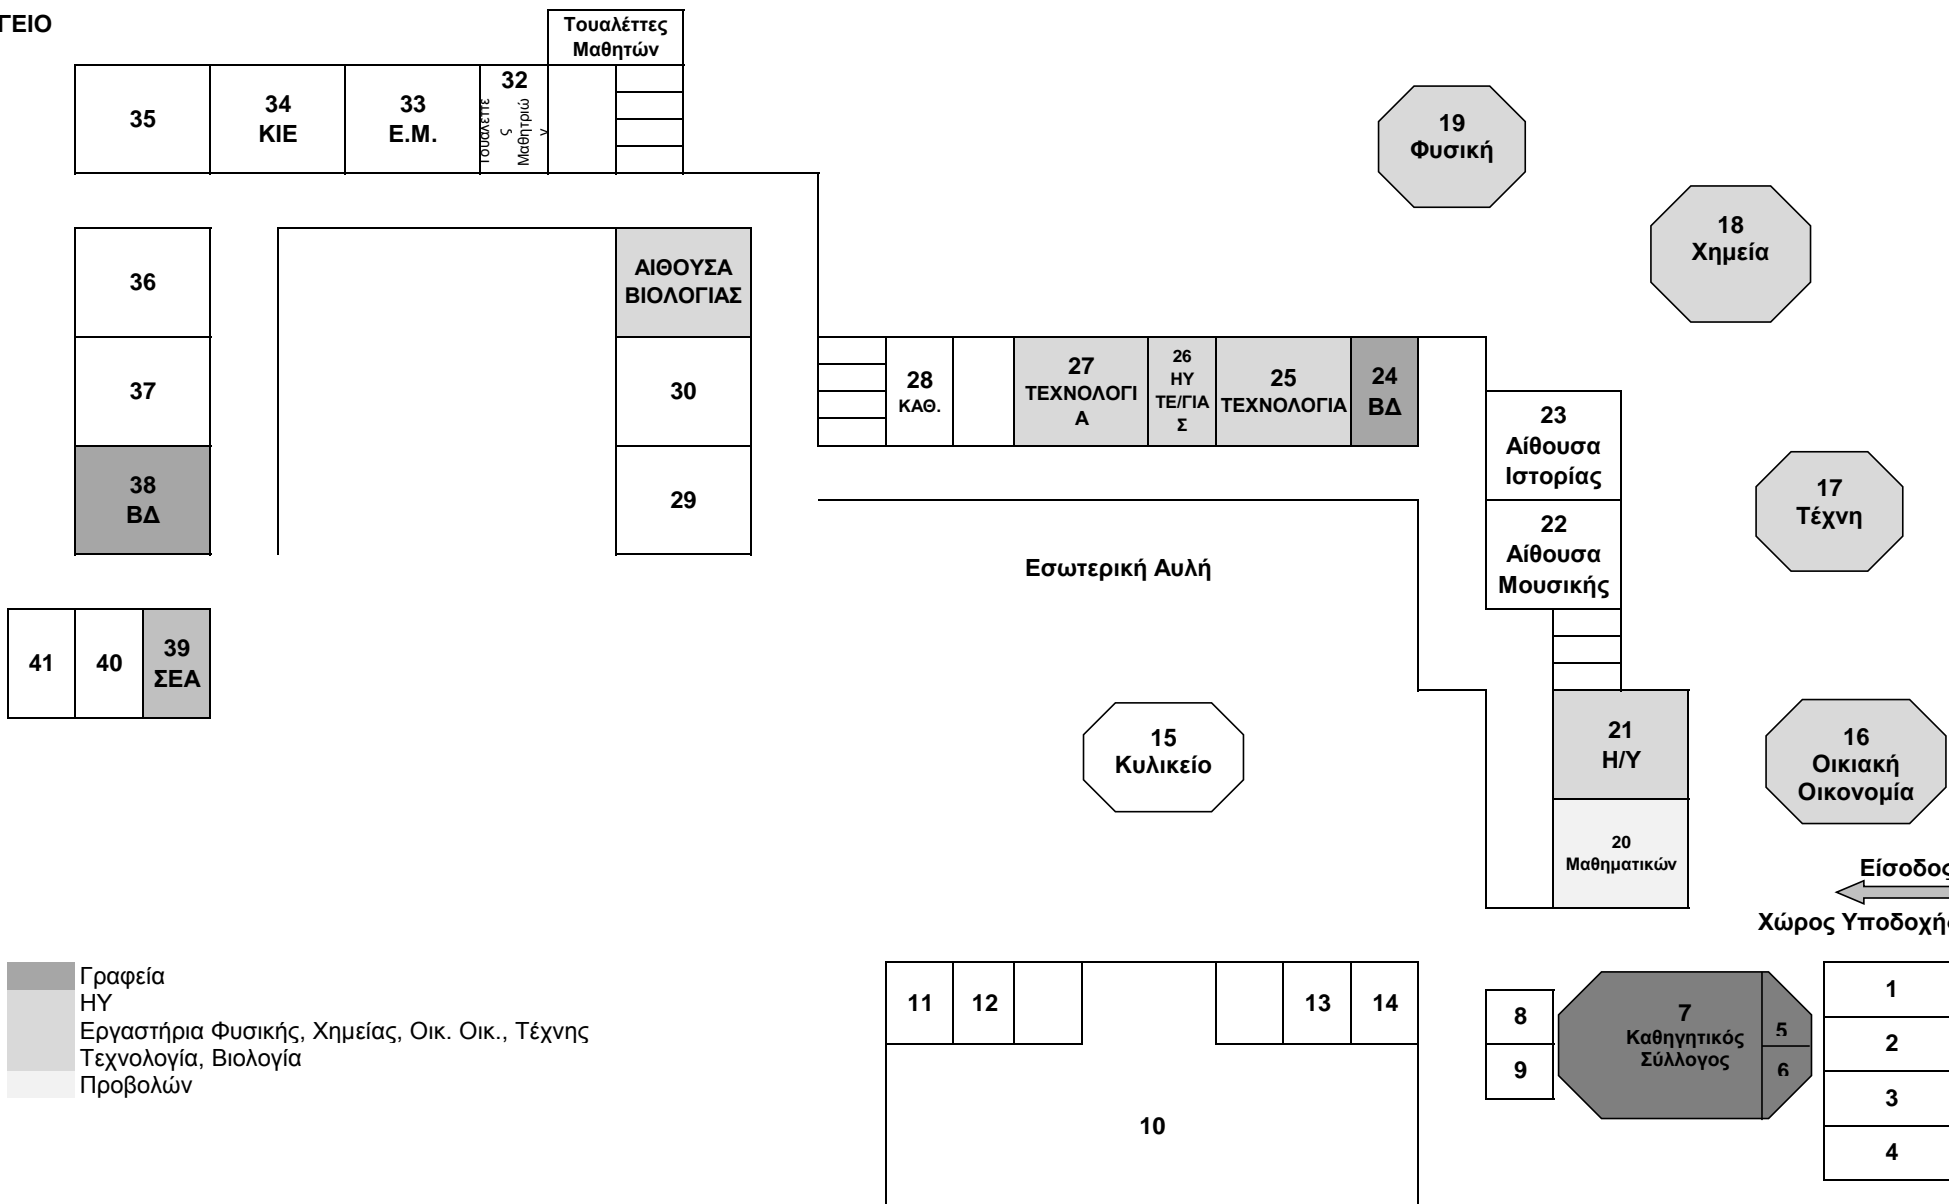 ΓΕΙΟ
Τουαλέττες
Μαθητών
35
34
ΚΙΕ
33
Ε.Μ.
32
Τουαλέττε
ς
Μαθητριώ
ν
19
Φυσική
18
Χημεία
36
ΑΙΘΟΥΣΑ
ΒΙΟΛΟΓΙΑΣ
37
30
28
ΚΑΘ.
27
ΤΕΧΝΟΛΟΓΙ
Α
26
ΗΥ
ΤΕ/ΓΙΑ
Σ
25
ΤΕΧΝΟΛΟΓΙΑ
24
ΒΔ
23
Αίθουσα
Ιστορίας
38
ΒΔ
29
22
Αίθουσα
Μουσικής
17
Τέχνη
Εσωτερική Αυλή
41
40
39
ΣΕΑ
15
Κυλικείο
21
Η/Υ
16
Οικιακή
Οικονομία
20
Μαθηματικών
Είσοδος
Χώρος Υποδοχής
Γραφεία
ΗΥ
Εργαστήρια Φυσικής, Χημείας, Οικ. Οικ., Τέχνης
Τεχνολογία, Βιολογία
Προβολών
11
12
13
14
10
8
9
7
Καθηγητικός
Σύλλογος
5
6
1
2
3
4